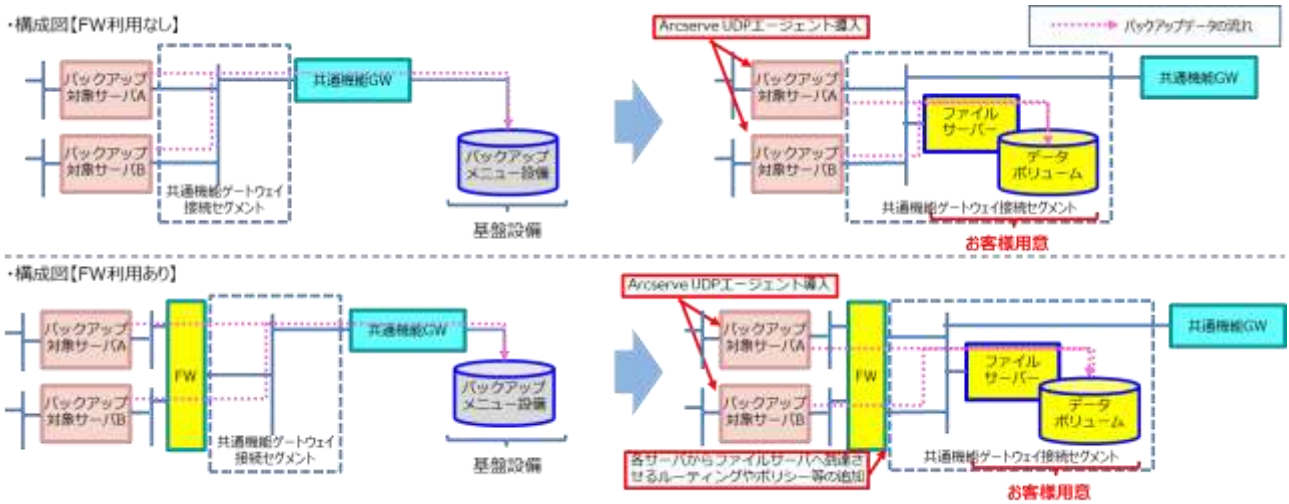 ・構成図【FW利用なし】
バックアップ
対象サーバA
バックアップ
対象サーバB
共通機能ゲートウェイ
接続セグメント
共通機能GW
バックアップ
メニュー設備
基盤設備
Arcserve UDPエージェント導入
バックアップ
対象サーバA
バックアップ
対象サーバB
ファイル
サーバー
データ
ボリューム
共通機能ゲートウェイ接続セグメント
お客様用意
バックアップデータの流れ
共通機能GW
・構成図【FW利用あり】
バックアップ
対象サーバA
バックアップ
対象サーバB
FW
共通機能ゲートウェイ
接続セグメント
共通機能GW
バックアップ
メニュー設備
基盤設備
Arcserve UDPエージェント導入
バックアップ
対象サーバA
バックアップ
対象サーバB
FW
各サーバからファイルサーバへ到達さ
せるルーティングやポリシー等の追加
ファイル
サーバー
データ
ボリューム
共通機能ゲートウェイ接続セグメント
お客様用意
共通機能GW